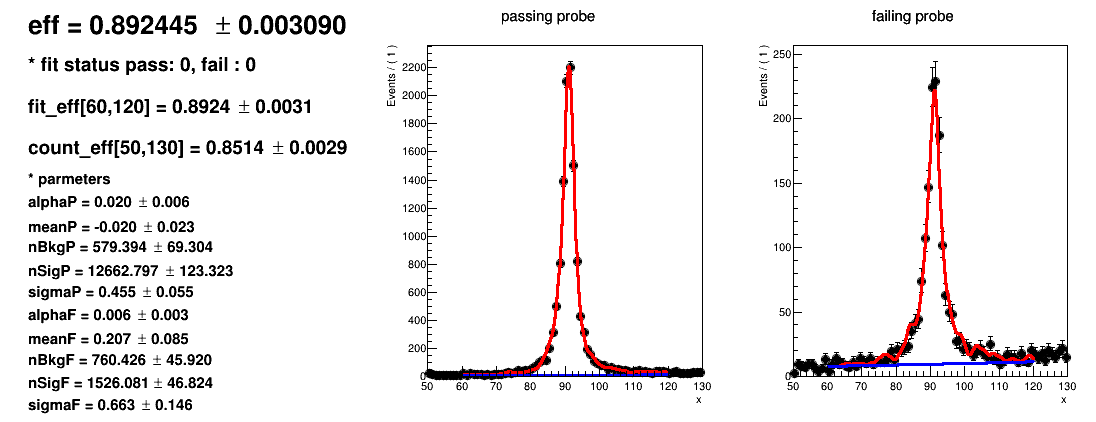 eff = 0.892445 ± 0.003090
* fit status pass: 0, fail : 0
fit_eff[60,120] = 0.8924 ± 0.0031
count_eff[50,130] = 0.8514 ± 0.0029
* parmeters
alphaP = 0.020 ± 0.006
meanP = -0.020 ± 0.023
nBkgP = 579.394 ± 69.304
nSigP = 12662.797 ± 123.323
sigmaP = 0.455 ± 0.055
alphaF = 0.006 ± 0.003
meanF = 0.207 ± 0.085
nBkgF = 760.426 ± 45.920
nSigF = 1526.081 ± 46.824
sigmaF = 0.663 ± 0.146
passing probe
Events / ( 1 )
2200
2000
1800
1600
1400
1200
1000
800
600
400
200
0
50 60 70 80 90 100 110 120 130
x
failing probe
Events / ( 1 )
250
200
150
100
50
0
50 60 70 80 90 100 110 120 130
x